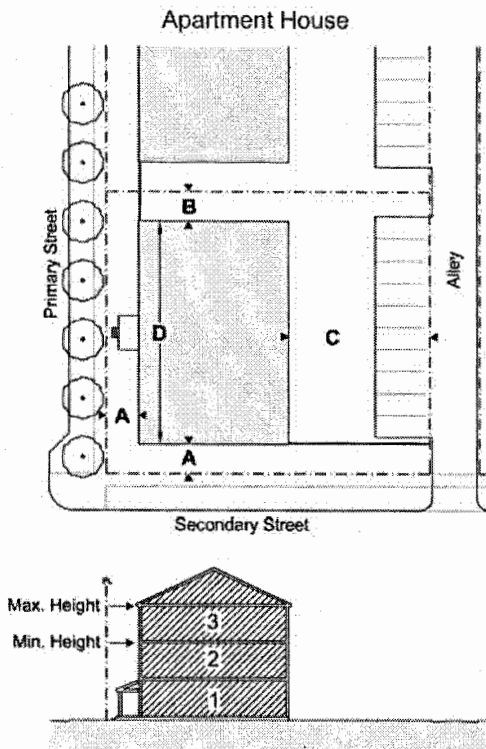 Apartment House
B
Primary Street
D
C
Alley
A
A
Secondary Street
Max. Height
3
Min. Height
2
1